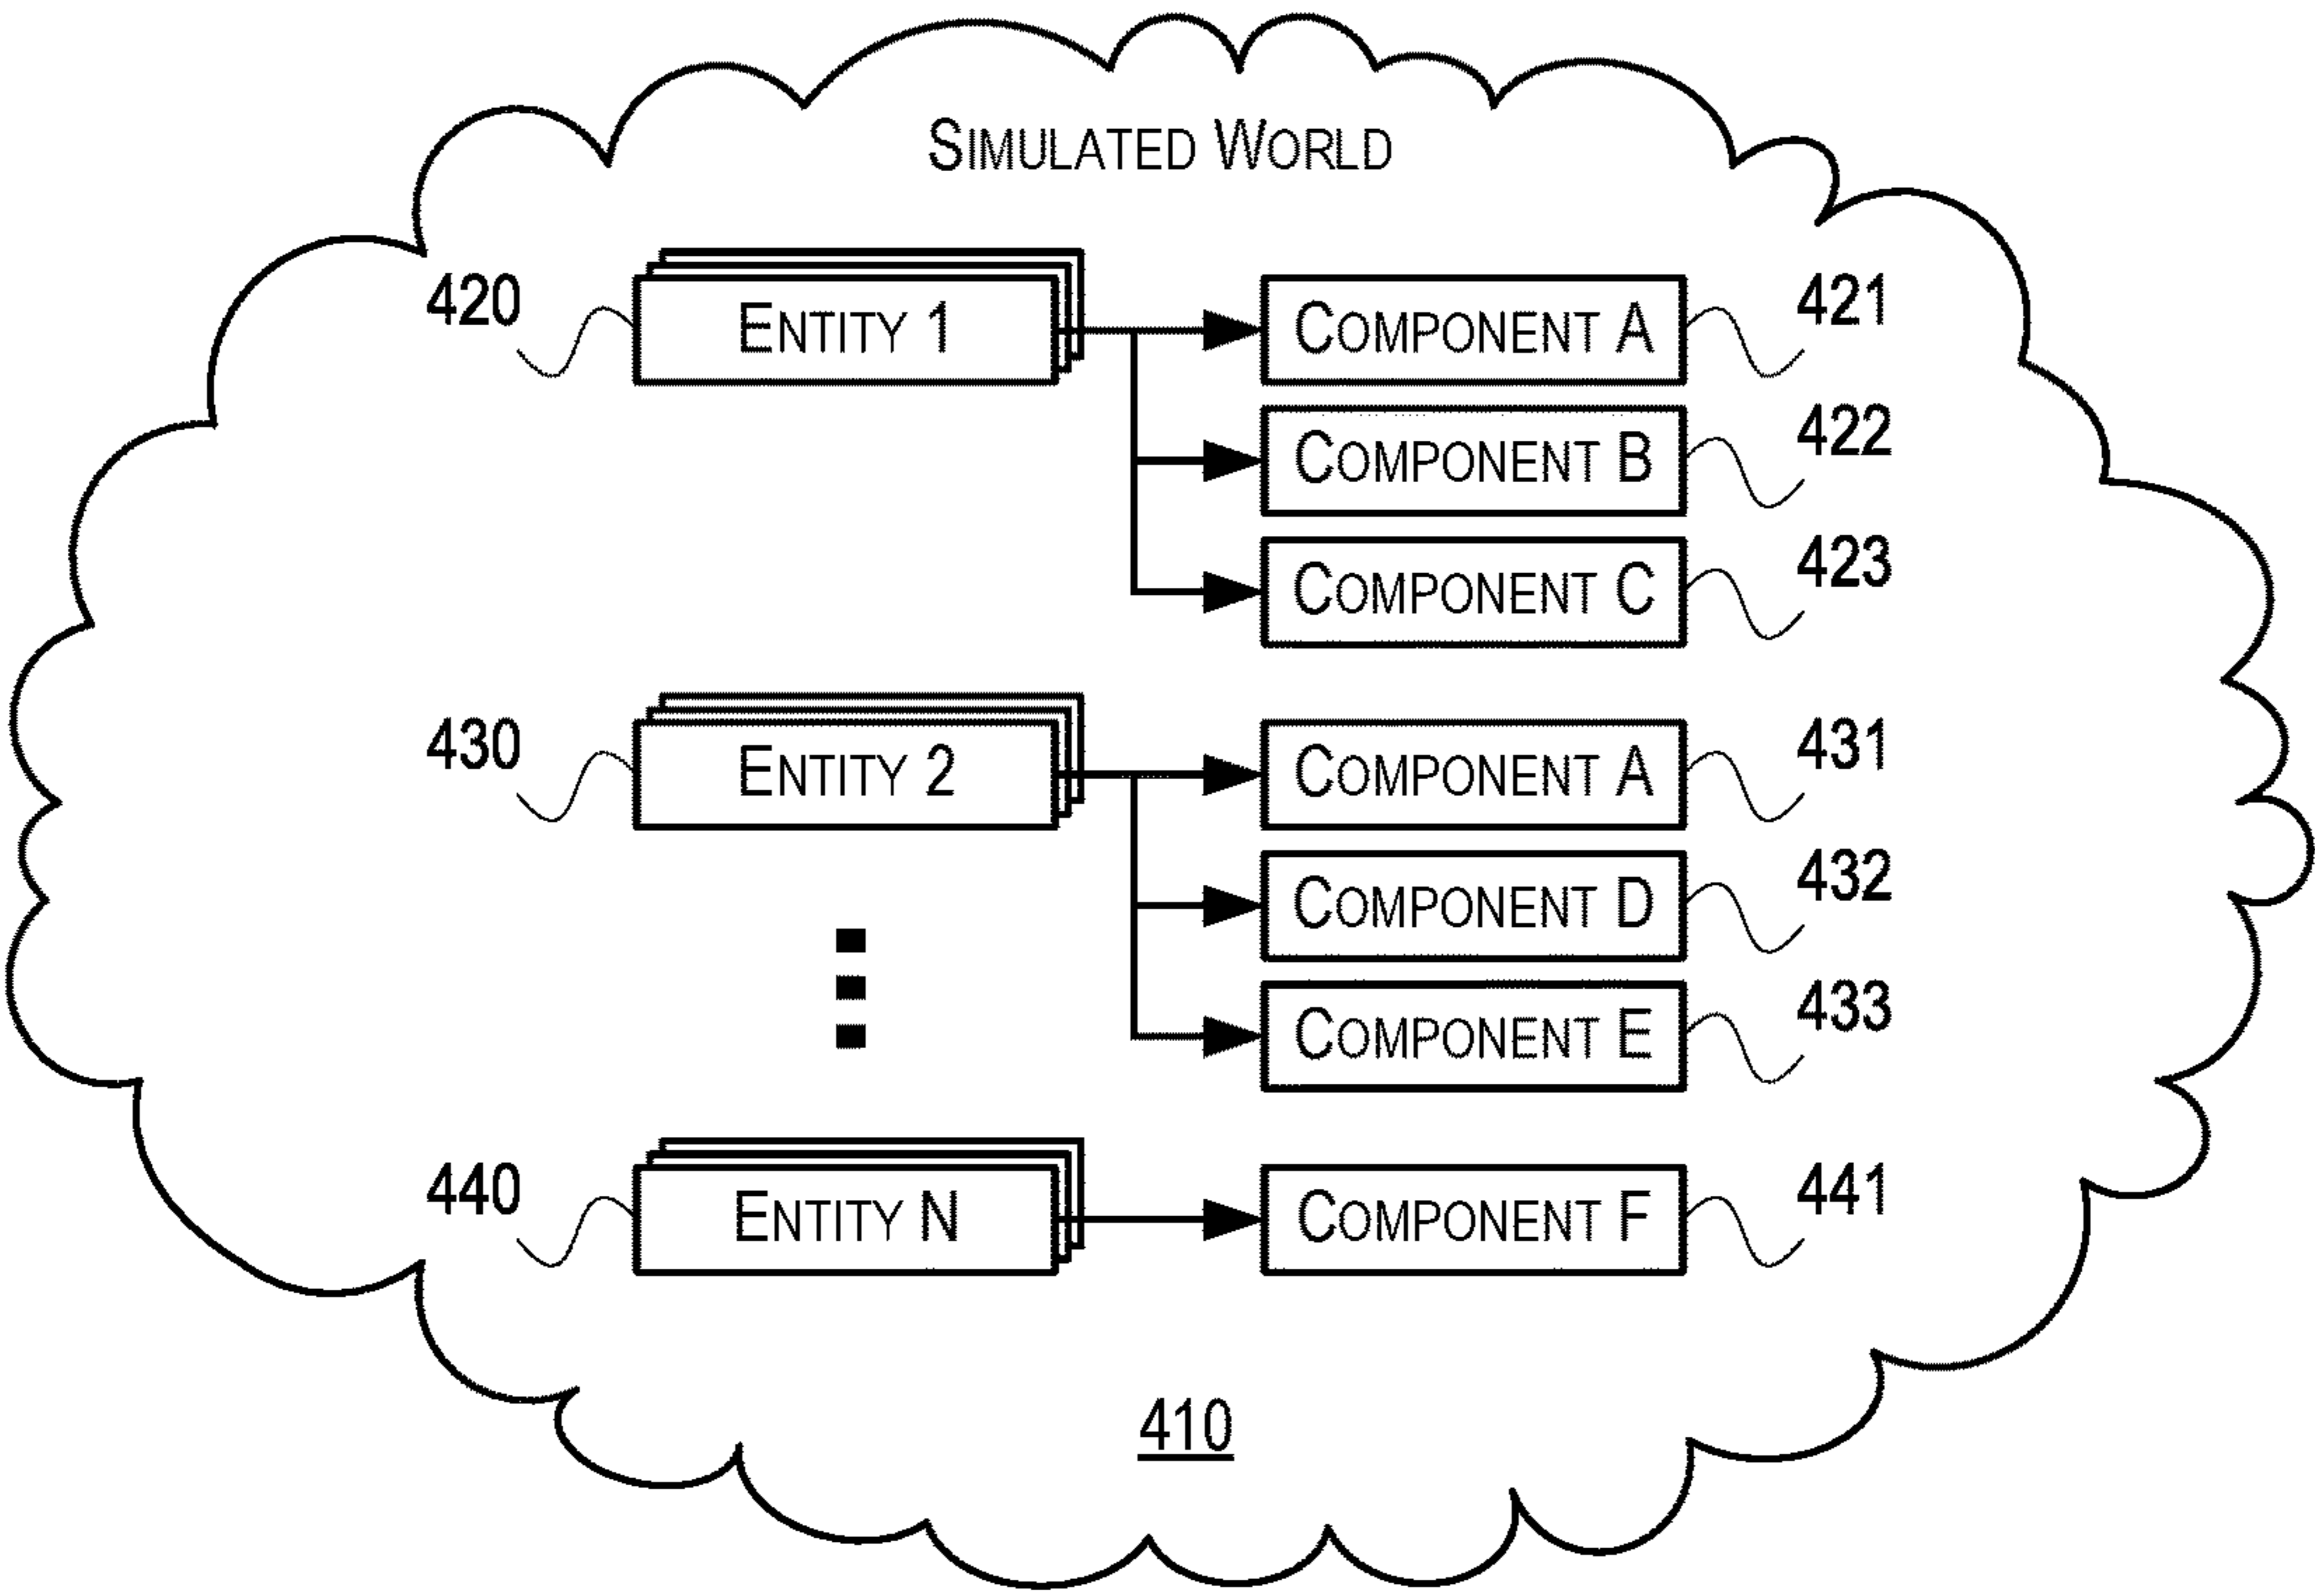 SIMULATED WORLD
420 ENTITY 1 COMPONENT A 421
COMPONENT B 422
COMPONENT C 423
430 ENTITY 2 COMPONENT A 431
COMPONENT D 432
COMPONENT E 433
440 ENTITY N COMPONENT F 441
410